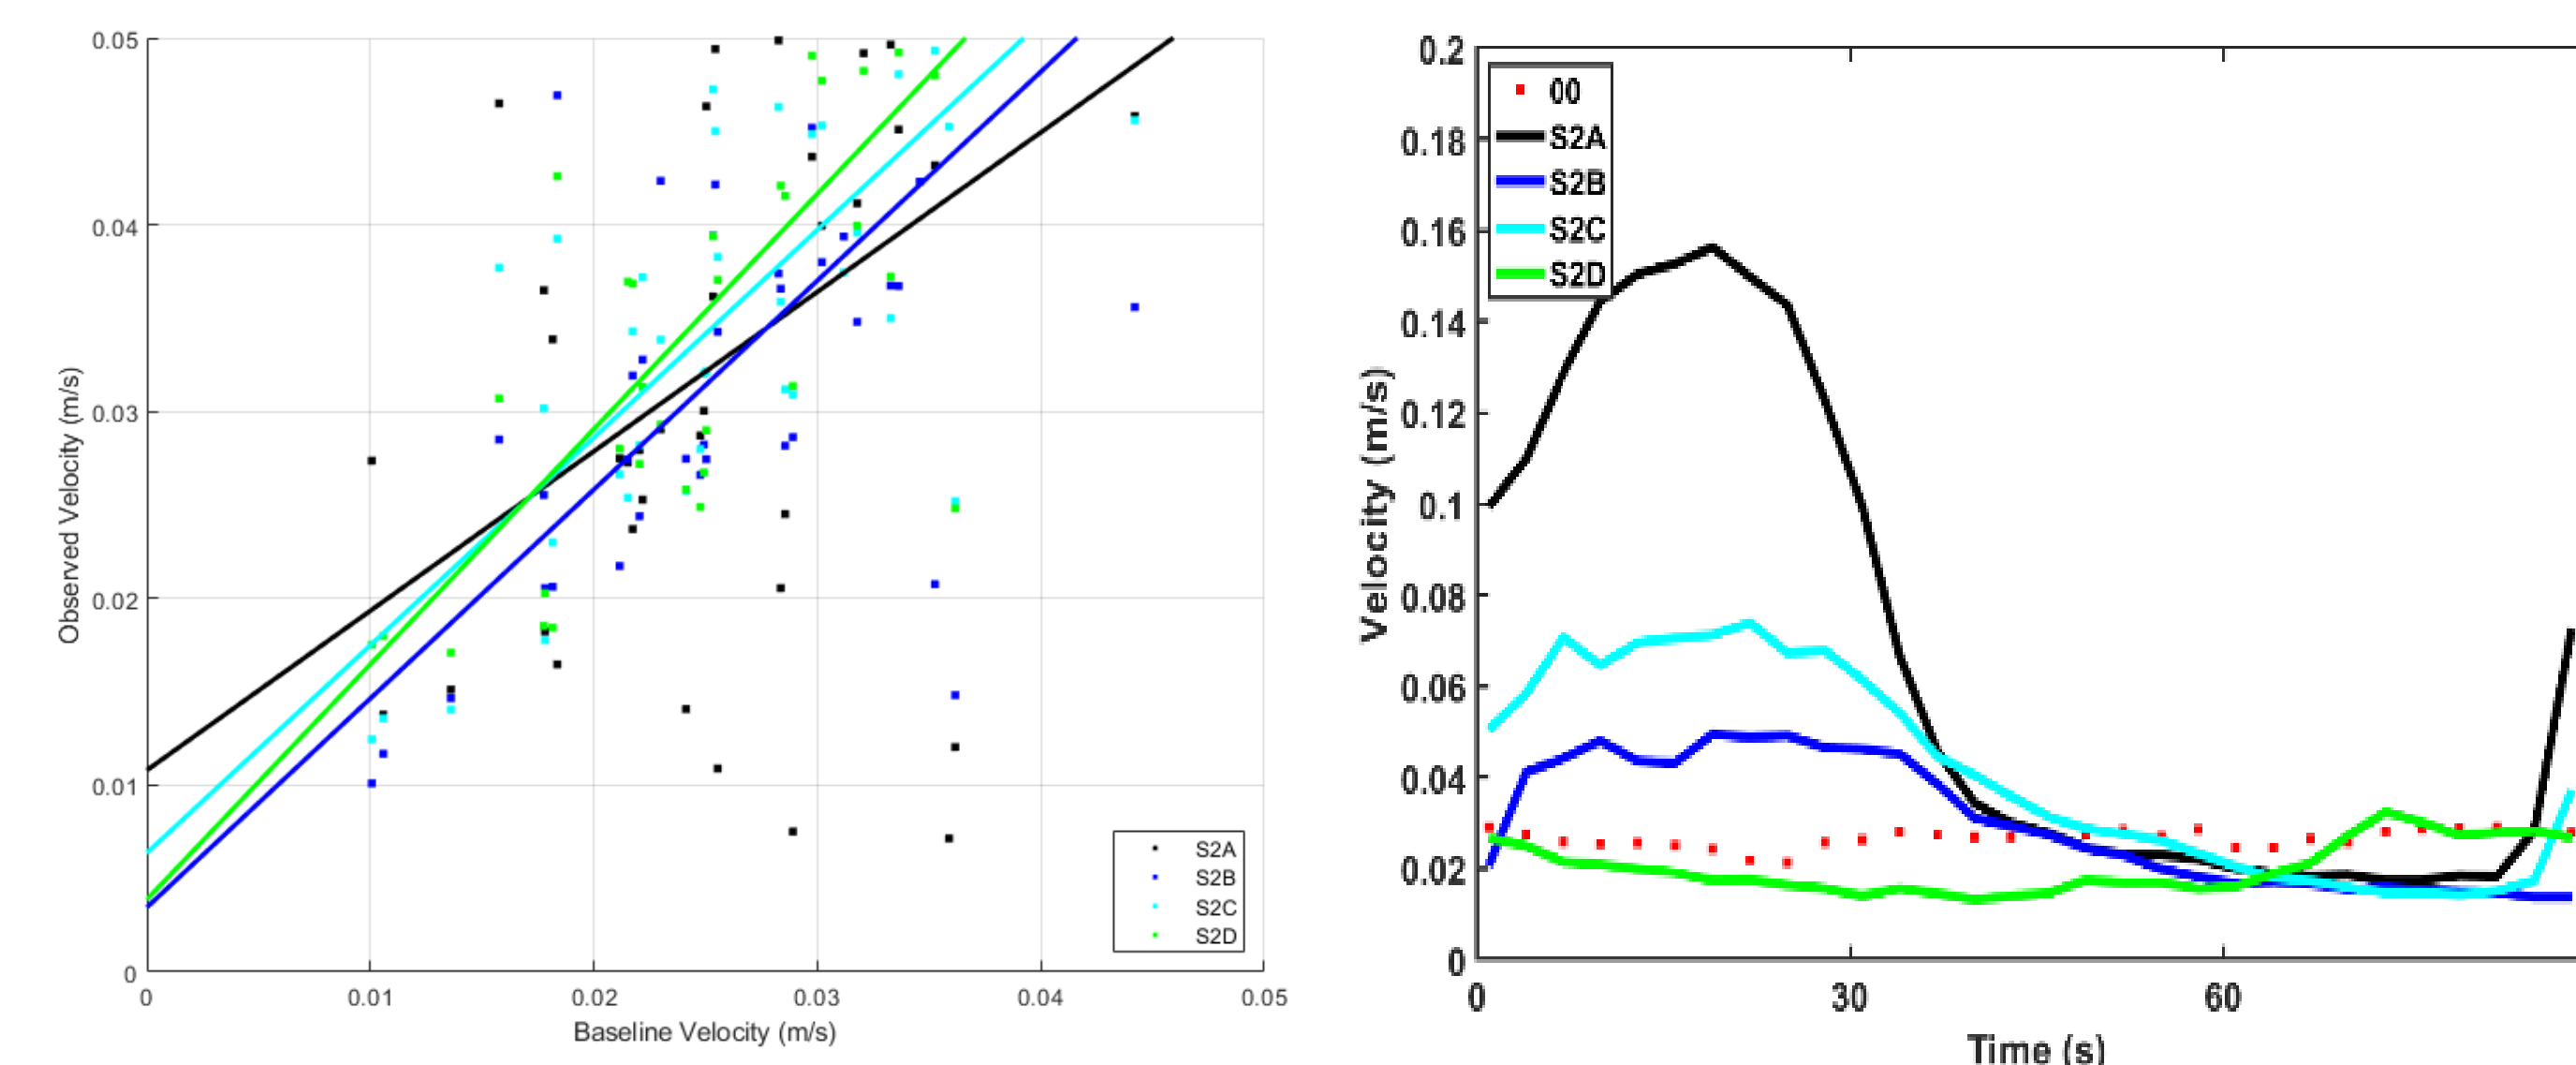 0.05
0.04
0.03
0.02
0.01
0
Observed Velocity (m/s)
0
0.01
0.02
0.03
0.04
0.05
Baseline Velocity (m/s)
S2A
S2B
S2C
S2D
0.2
0.18
0.16
0.14
0.12
0.1
0.08
0.06
0.04
0.02
0
Velocity (m/s)
00
S2A
S2B
S2C
S2D
0
30
60
Time (s)